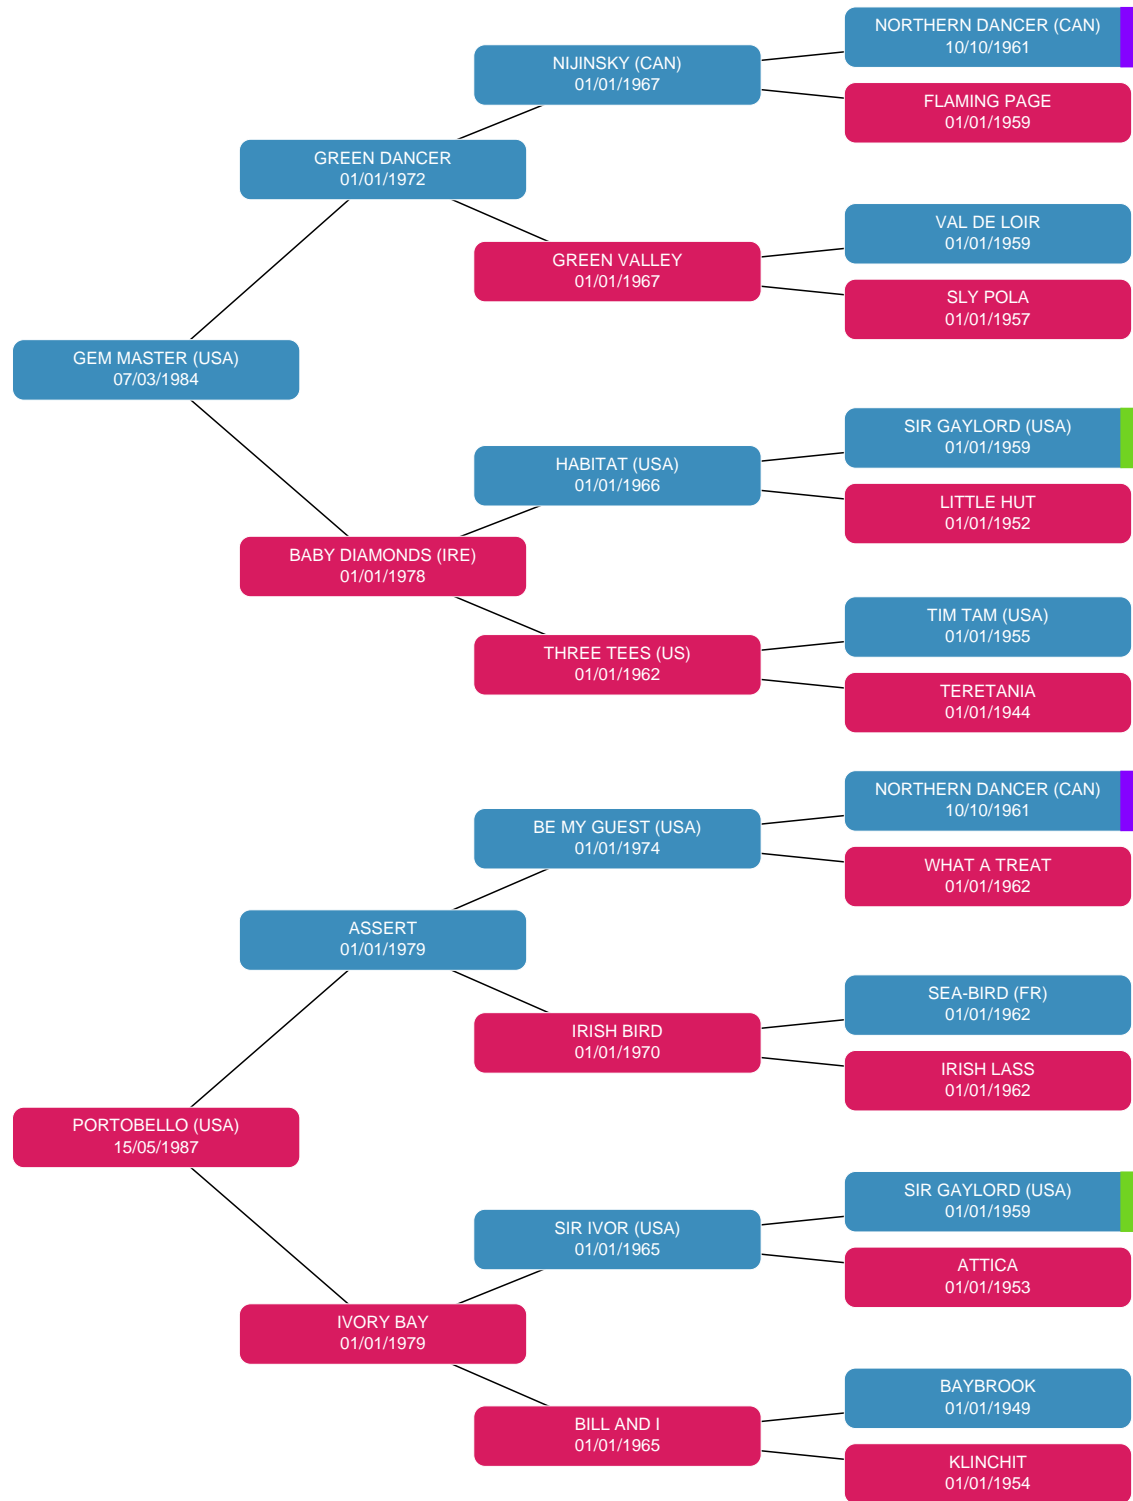 NORTHERN DANCER (CAN)
10/10/1961
NIJINSKY (CAN)
01/01/1967
FLAMING PAGE
01/01/1959
GREEN DANCER
01/01/1972
VAL DE LOIR
01/01/1959
GREEN VALLEY
01/01/1967
SLY POLA
01/01/1957
GEM MASTER (USA)
07/03/1984
SIR GAYLORD (USA)
01/01/1959
HABITAT (USA)
01/01/1966
LITTLE HUT
01/01/1952
BABY DIAMONDS (IRE)
01/01/1978
TIM TAM (USA)
01/01/1955
THREE TEES (US)
01/01/1962
TERETANIA
01/01/1944
NORTHERN DANCER (CAN)
10/10/1961
BE MY GUEST (USA)
01/01/1974
WHAT A TREAT
01/01/1962
ASSERT
01/01/1979
SEA-BIRD (FR)
01/01/1962
IRISH BIRD
01/01/1970
IRISH LASS
01/01/1962
PORTOBELLO (USA)
15/05/1987
SIR GAYLORD (USA)
01/01/1959
SIR IVOR (USA)
01/01/1965
ATTICA
01/01/1953
IVORY BAY
01/01/1979
BAYBROOK
01/01/1949
BILL AND I
01/01/1965
KLINCHIT
01/01/1954